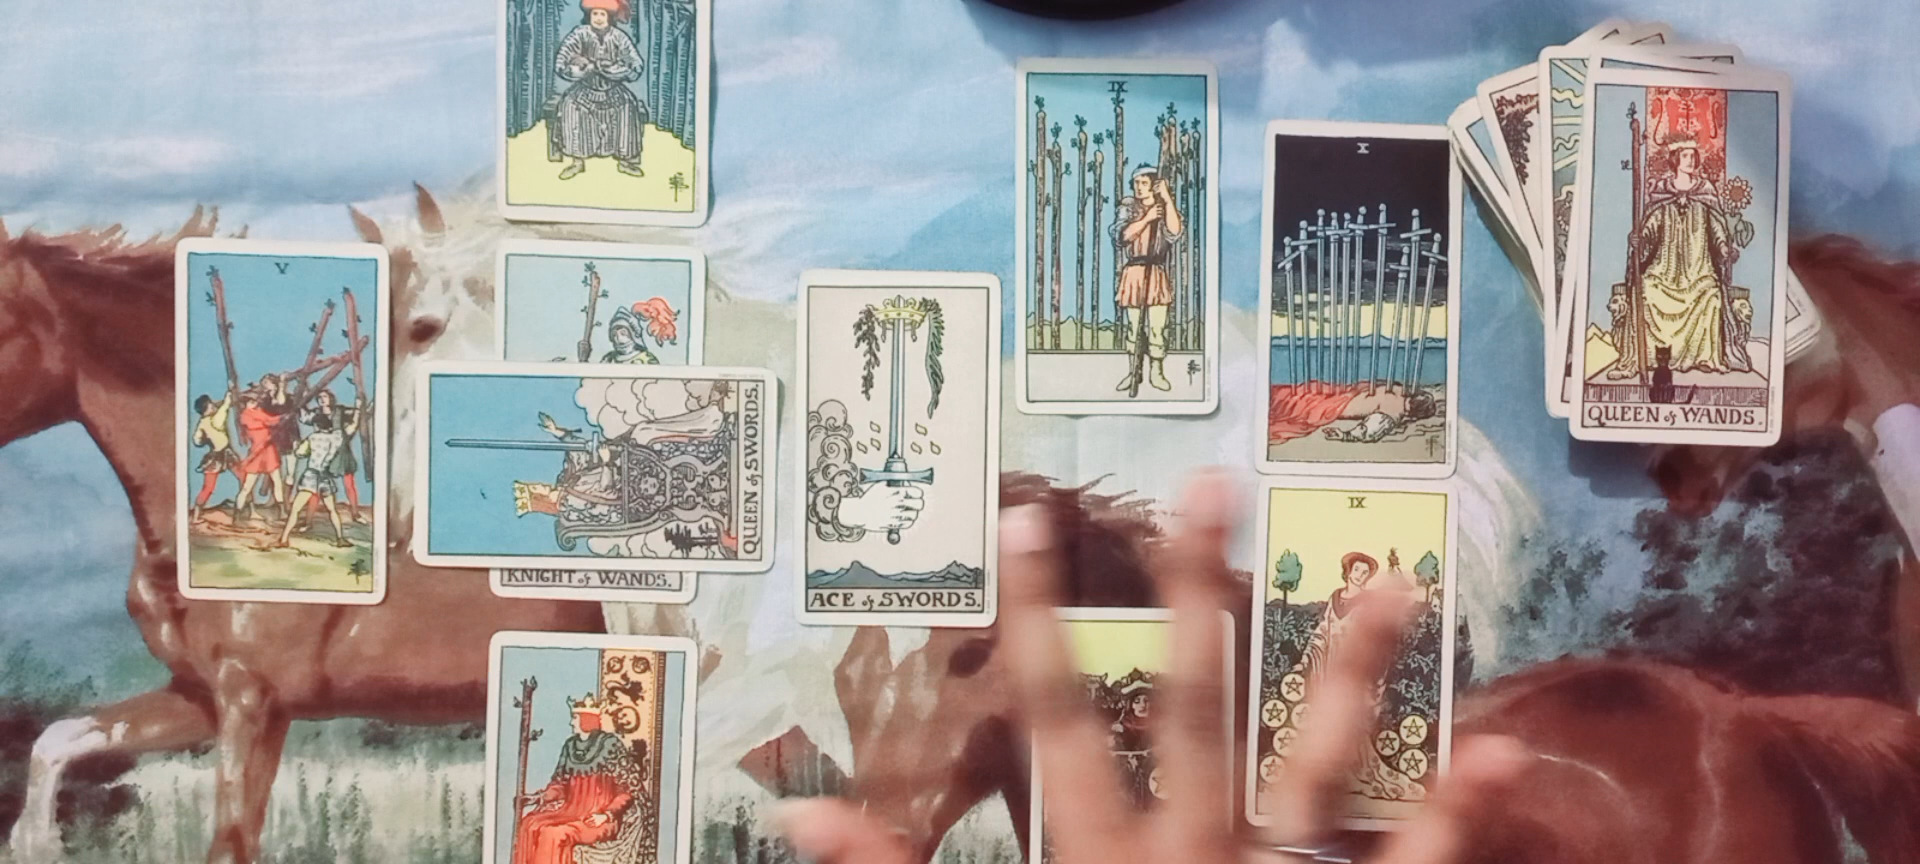 IX
X
V
QUEEN of WANDS.
QUEEN of SWORDS.
IX
KNIGHT of WANDS.
ACE of SWORDS.